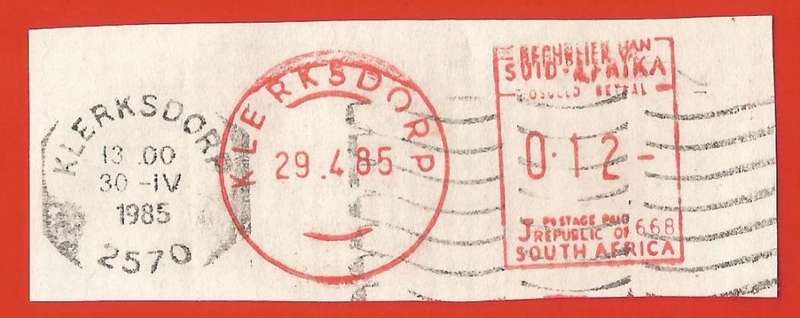 KLERKSDORP
13.00
30 -IV
1985
2570
KLERKSDORP
29.4.85
REPUBLIEK VAN
SUID-AFRIKA
POSGELD BETAAL
0·12-
J POSTAGE PAID
REPUBLIC OF 668
SOUTH AFRICA